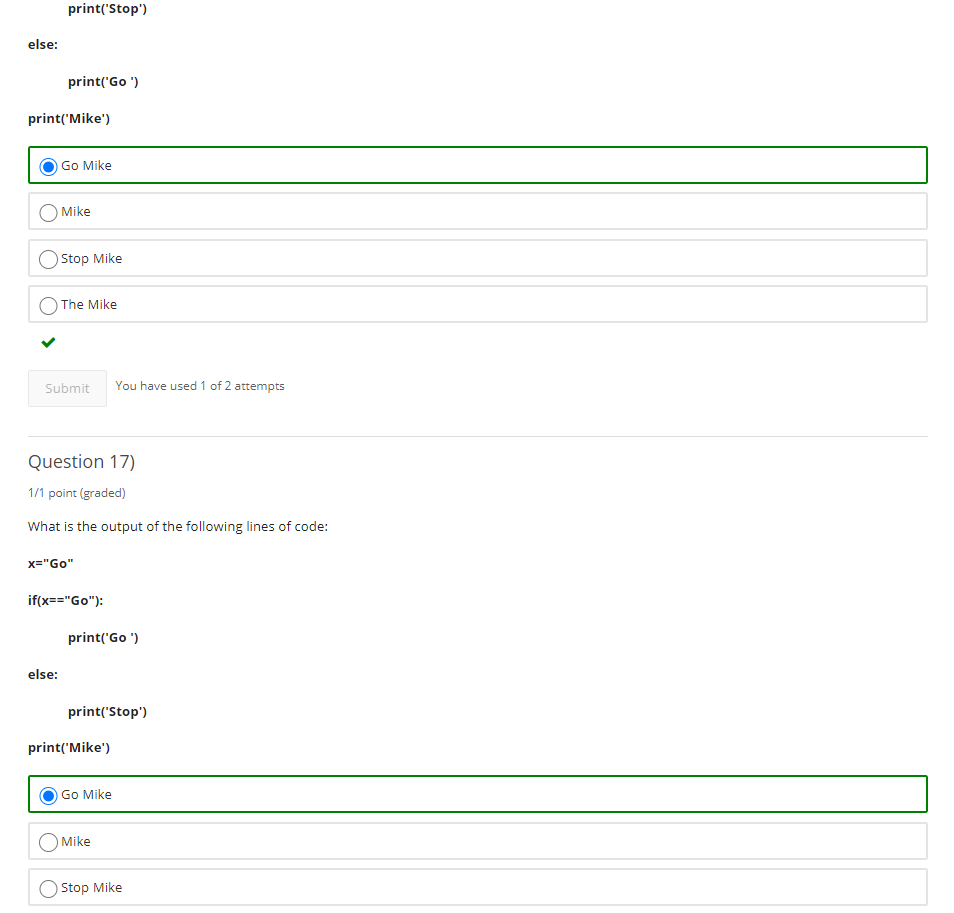 print('Stop')
else:
print('Go ')
print('Mike')
Go Mike
Mike
Stop Mike
The Mike
Submit You have used 1 of 2 attempts
Question 17)
1/1 point (graded)
What is the output of the following lines of code:
x="Go"
if(x=="Go"):
print('Go ')
else:
print('Stop')
print('Mike')
Go Mike
Mike
Stop Mike